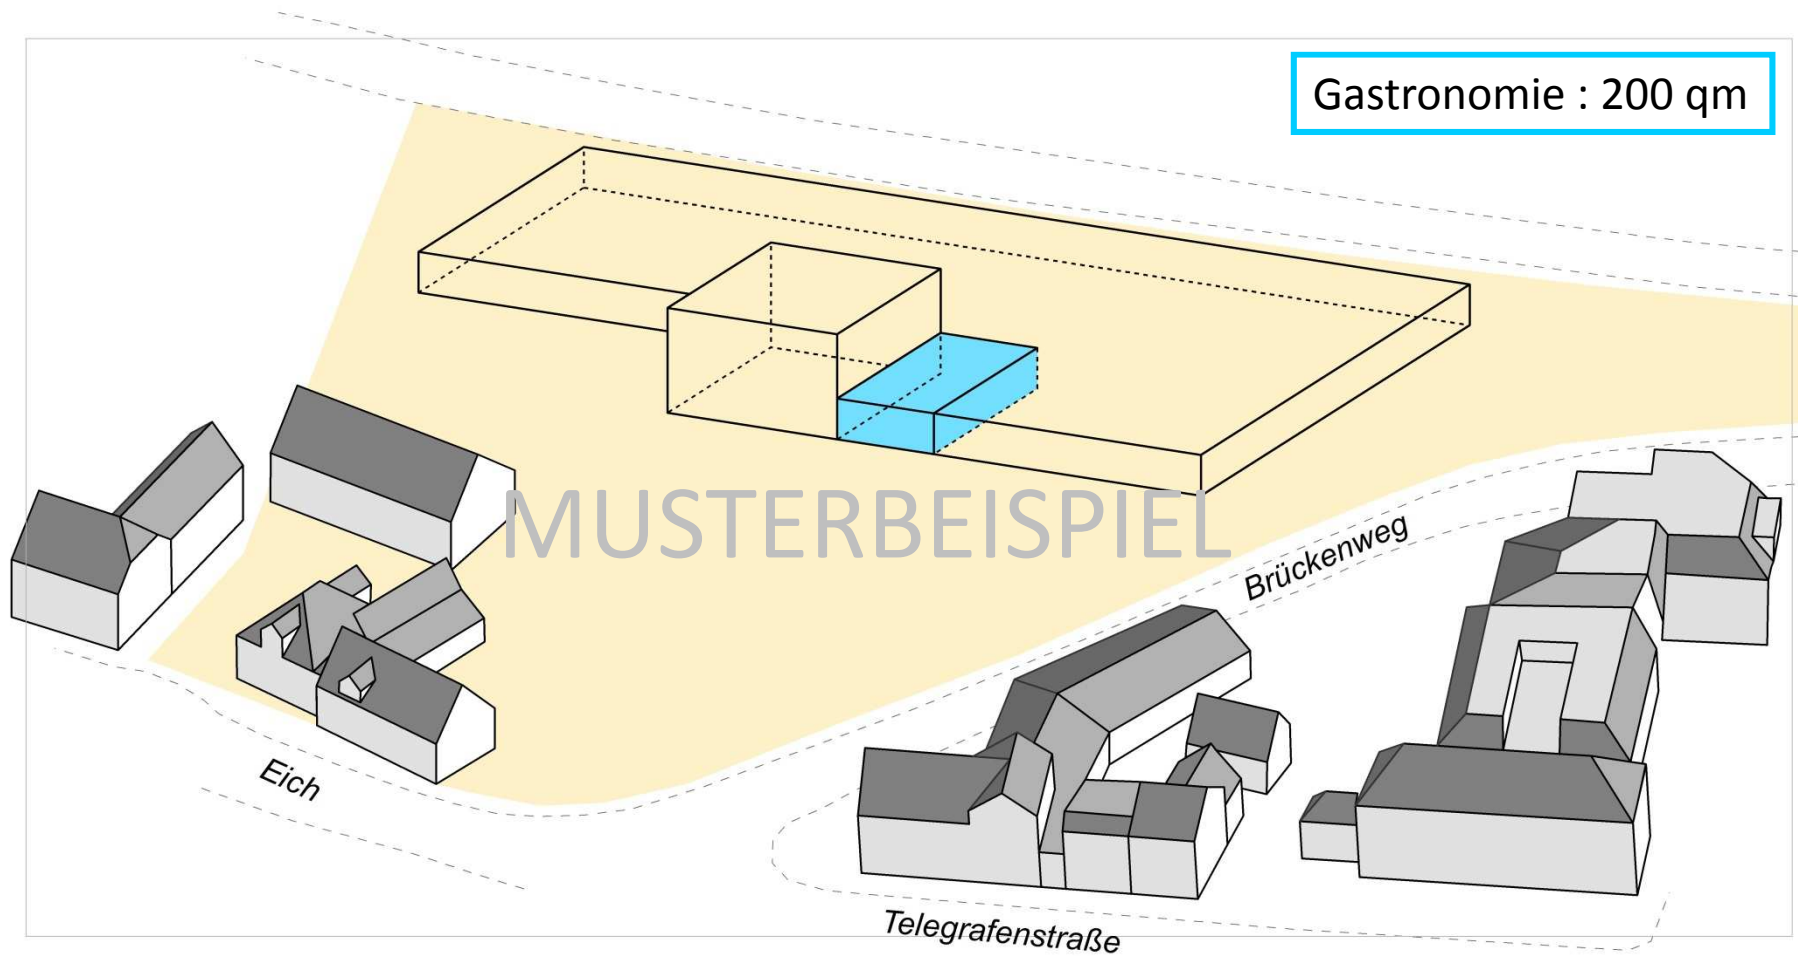 Gastronomie : 200 qm
MUSTERBEISPIEL
Brückenweg
Eich
Telegrafenstraße